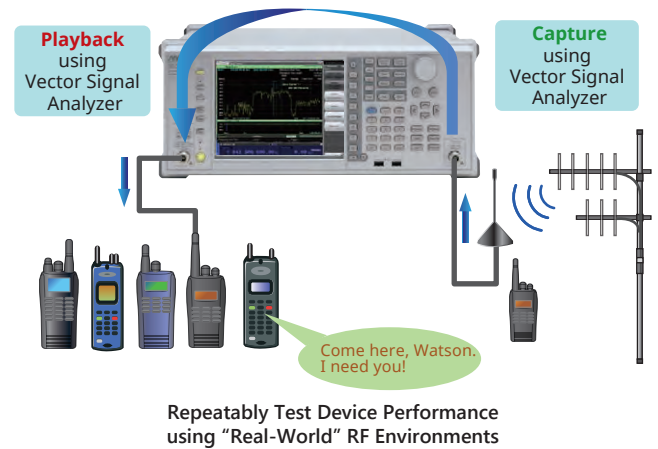 Playback
using
Vector Signal
Analyzer
Capture
using
Vector Signal
Analyzer
Come here, Watson.
I need you!
Repeatably Test Device Performance
using “Real-World” RF Environments